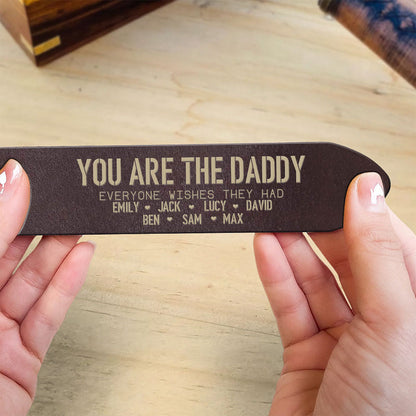 YOU ARE THE DADDY
EVERYONE WISHES THEY HAD
EMILY ♥ JACK ♥ LUCY ♥ DAVID
BEN ♥ SAM ♥ MAX